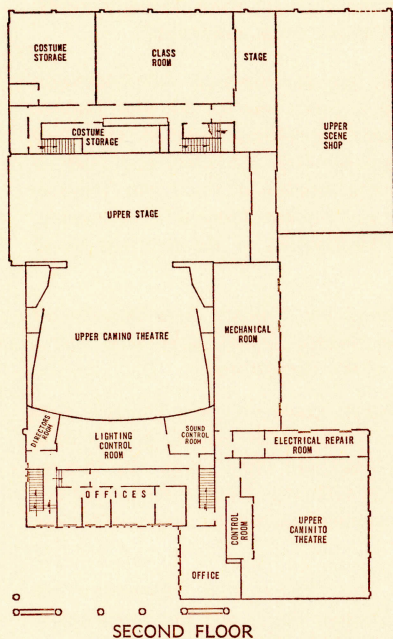 COSTUME
STORAGE
CLASS
ROOM
STAGE
UPPER
SCENE
SHOP
COSTUME
STORAGE
UPPER STAGE
UPPER CAMINO THEATRE
MECHANICAL
ROOM
DIRECTORS
ROOM
LIGHTING
CONTROL
ROOM
SOUND
CONTROL
ROOM
ELECTRICAL REPAIR
ROOM
OFFICES
CONTROL
ROOM
UPPER
CAMINITO
THEATRE
OFFICE
SECOND FLOOR